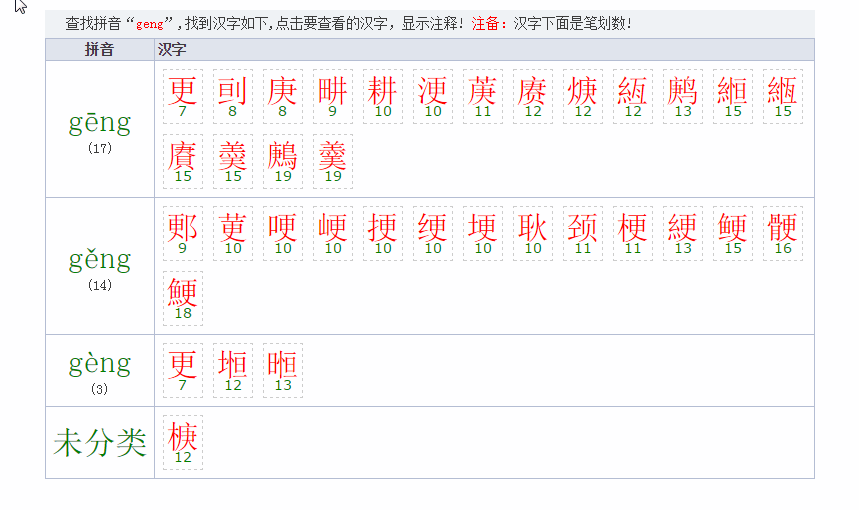 查找拼音“geng”,找到汉字如下,点击要查看的汉字，显示注释! 注备: 汉字下面是笔划数!
拼音 汉字
gēng
(17)
更 庚 畊 耕 浭 菮 赓 焿 絚 鹒 縆 緪
7 8 8 9 10 10 11 12 12 12 13 15 15
賡 羮 鶊 羹
15 15 19 19
gěng
(14)
郠 莄 哽 峺 挭 绠 埂 耿 颈 梗 綆 鲠 骾
9 10 10 10 10 10 10 10 11 11 13 15 16
鯁
18
gèng
(3)
更 堩 暅
7 12 13
未分类
椩
12